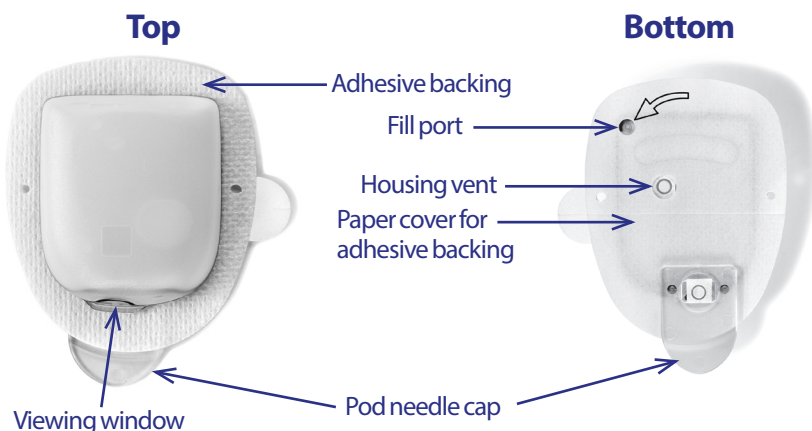 Top
Bottom
Adhesive backing
Fill port
Housing vent
Paper cover for
adhesive backing
Pod needle cap
Viewing window